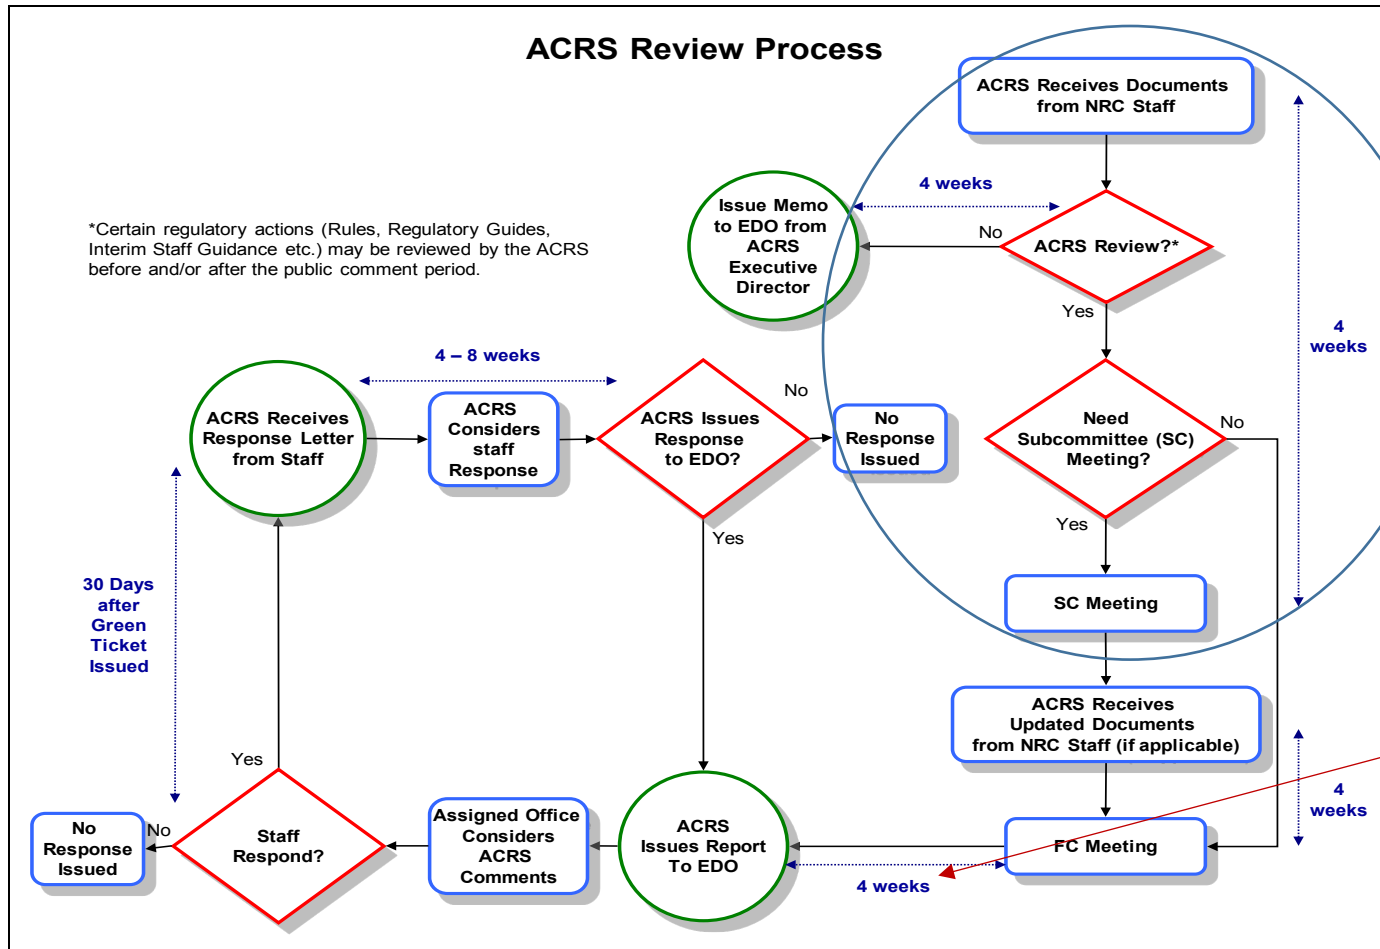 ACRS Review Process
ACRS Receives Documents
from NRC Staff
4 weeks
Issue Memo
to EDO from
ACRS
Executive
Director
No
ACRS Review?*
*Certain regulatory actions (Rules, Regulatory Guides,
Interim Staff Guidance etc.) may be reviewed by the ACRS
before and/or after the public comment period.
Yes
4
weeks
4 – 8 weeks
ACRS Receives
Response Letter
from Staff
ACRS
Considers
staff
Response
ACRS Issues
Response
to EDO?
No
No
Response
Issued
Need
Subcommittee (SC)
Meeting?
No
Yes
Yes
30 Days
after
Green
Ticket
Issued
SC Meeting
ACRS Receives
Updated Documents
from NRC Staff (if applicable)
4
weeks
Yes
No
Response
Issued
No
Staff
Respond?
Assigned Office
Considers
ACRS
Comments
ACRS
Issues Report
To EDO
4 weeks
FC Meeting